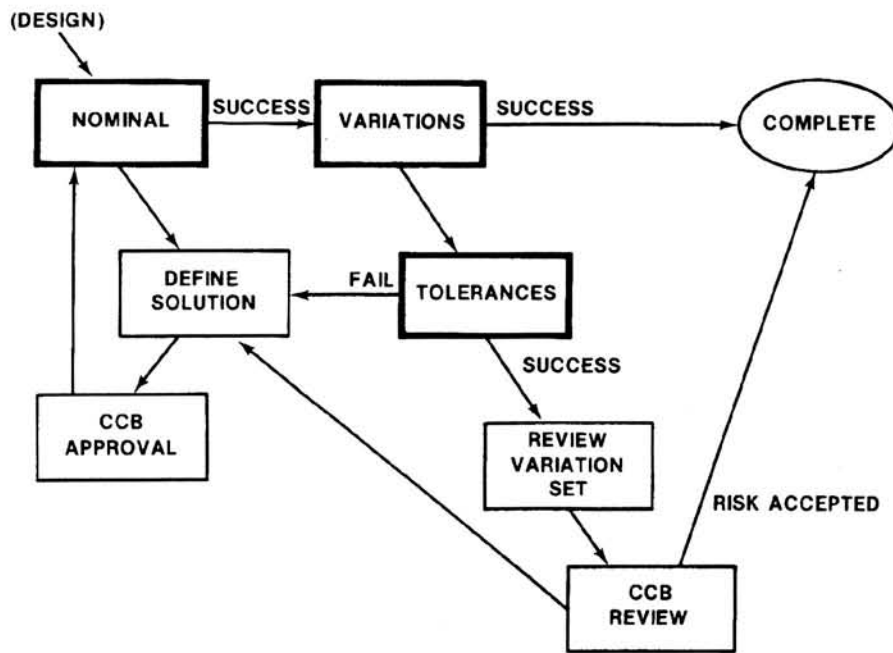 (DESIGN)
NOMINAL
SUCCESS
VARIATIONS
SUCCESS
COMPLETE
DEFINE
SOLUTION
FAIL
TOLERANCES
SUCCESS
CCB
APPROVAL
REVIEW
VARIATION
SET
RISK ACCEPTED
CCB
REVIEW